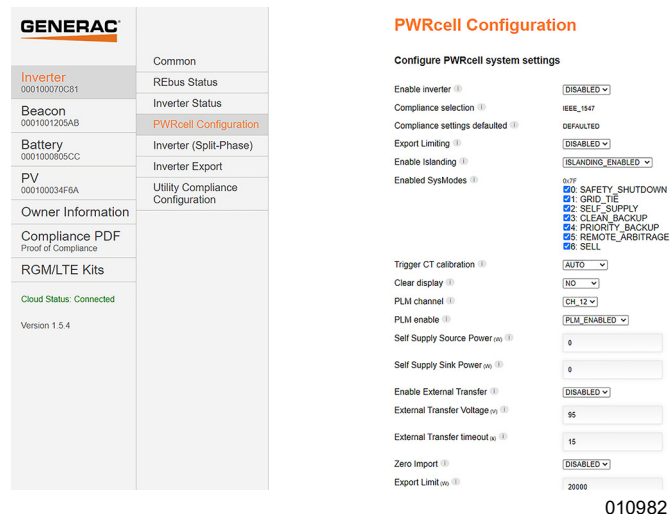 GENERAC
Inverter
000100070C81
Beacon
0001001205AB
Battery
0001000805CC
PV
000100034F6A
Owner Information
Compliance PDF
Proof of Compliance
RGM/LTE Kits
Cloud Status: Connected
Version 1.5.4
Common
REbus Status
Inverter Status
PWRcell Configuration
Inverter (Split-Phase)
Inverter Export
Utility Compliance
Configuration
PWRcell Configuration
Configure PWRcell system settings
Enable inverter DISABLED
Compliance selection IEEE_1547
Compliance settings defaulted DEFAULTED
Export Limiting DISABLED
Enable Islanding ISLANDING_ENABLED
Enabled SysModes 0x7F
0: SAFETY_SHUTDOWN
1: GRID_TIE
2: SELF_SUPPLY
3: CLEAN_BACKUP
4: PRIORITY_BACKUP
5: REMOTE_ARBITRAGE
6: SELL
Trigger CT calibration AUTO
Clear display NO
PLM channel CH_12
PLM enable PLM_ENABLED
Self Supply Source Power (W) 0
Self Supply Sink Power (W) 0
Enable External Transfer DISABLED
External Transfer Voltage (V) 95
External Transfer timeout (s) 15
Zero Import DISABLED
Export Limit (W) 20000
010982